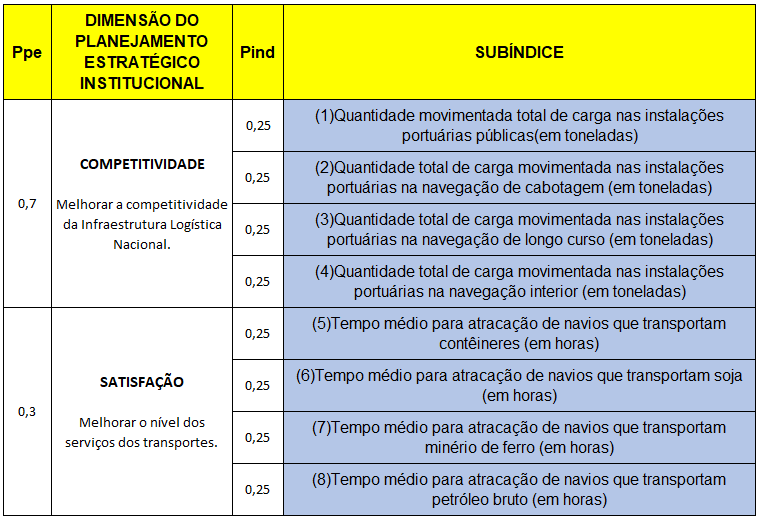 Ppe
DIMENSÃO DO
PLANEJAMENTO
ESTRATÉGICO
INSTITUCIONAL
Pind
SUBÍNDICE
0,7
COMPETITIVIDADE
Melhorar a competitividade
da Infraestrutura Logística
Nacional.
0,25
(1)Quantidade movimentada total de carga nas instalações
portuárias públicas(em toneladas)
0,25
(2)Quantidade total de carga movimentada nas instalações
portuárias na navegação de cabotagem (em toneladas)
0,25
(3)Quantidade total de carga movimentada nas instalações
portuárias na navegação de longo curso (em toneladas)
0,25
(4)Quantidade total de carga movimentada nas instalações
portuárias na navegação interior (em toneladas)
0,3
SATISFAÇÃO
Melhorar o nível dos
serviços dos transportes.
0,25
(5)Tempo médio para atracação de navios que transportam
contêineres (em horas)
0,25
(6)Tempo médio para atracação de navios que transportam soja
(em horas)
0,25
(7)Tempo médio para atracação de navios que transportam
minério de ferro (em horas)
0,25
(8)Tempo médio para atracação de navios que transportam
petróleo bruto (em horas)